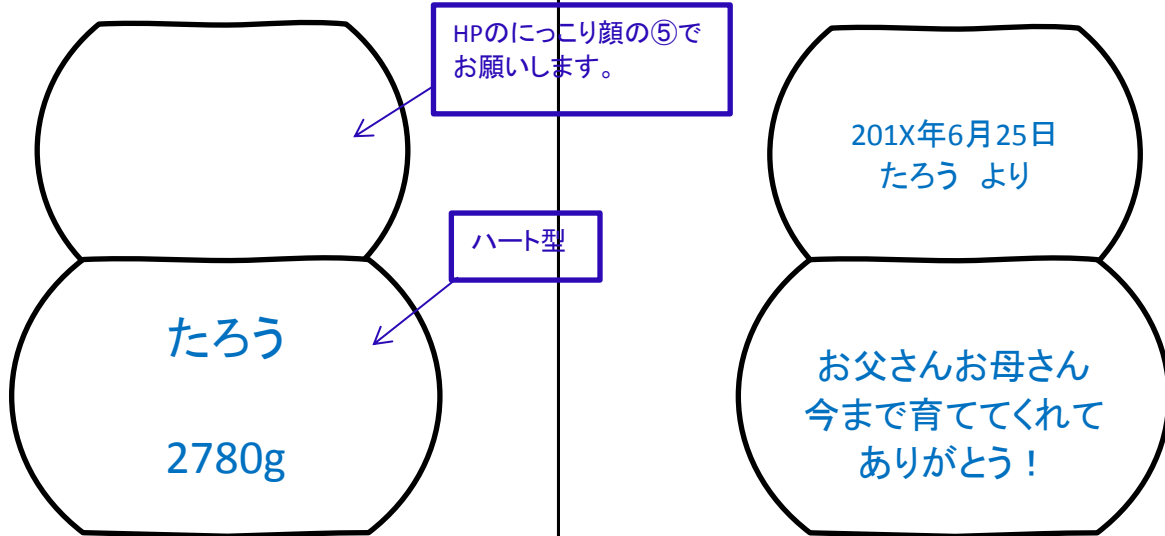 HPのにっこり顔の⑤で
お願いします。
ハート型
たろう
2780g
201X年6月25日
たろう より
お父さんお母さん
今まで育ててくれて
ありがとう！